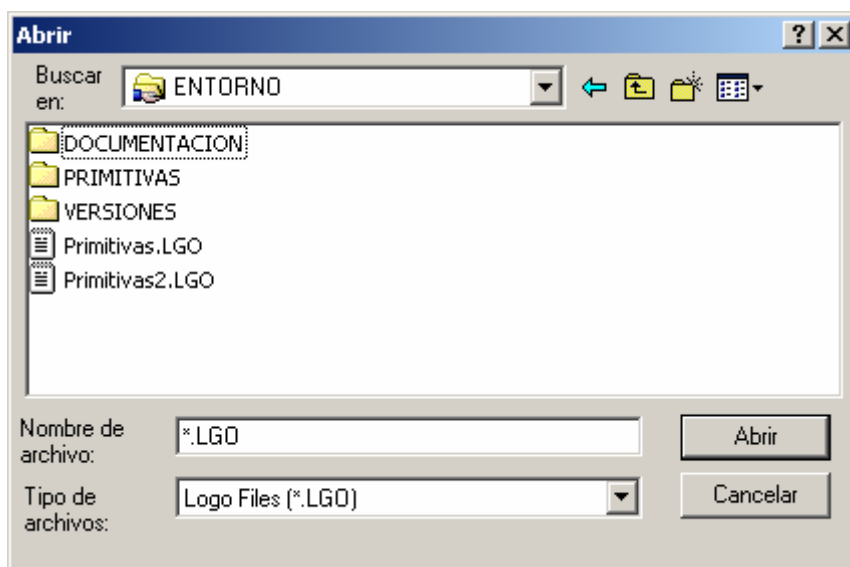 Abrir
Buscar
en:
ENTORNO
DOCUMENTACION
PRIMITIVAS
VERSIONES
Primitivas.LGO
Primitivas2.LGO
Nombre de
archivo:
*.LGO
Abrir
Tipo de
archivos:
Logo Files (*.LGO)
Cancelar